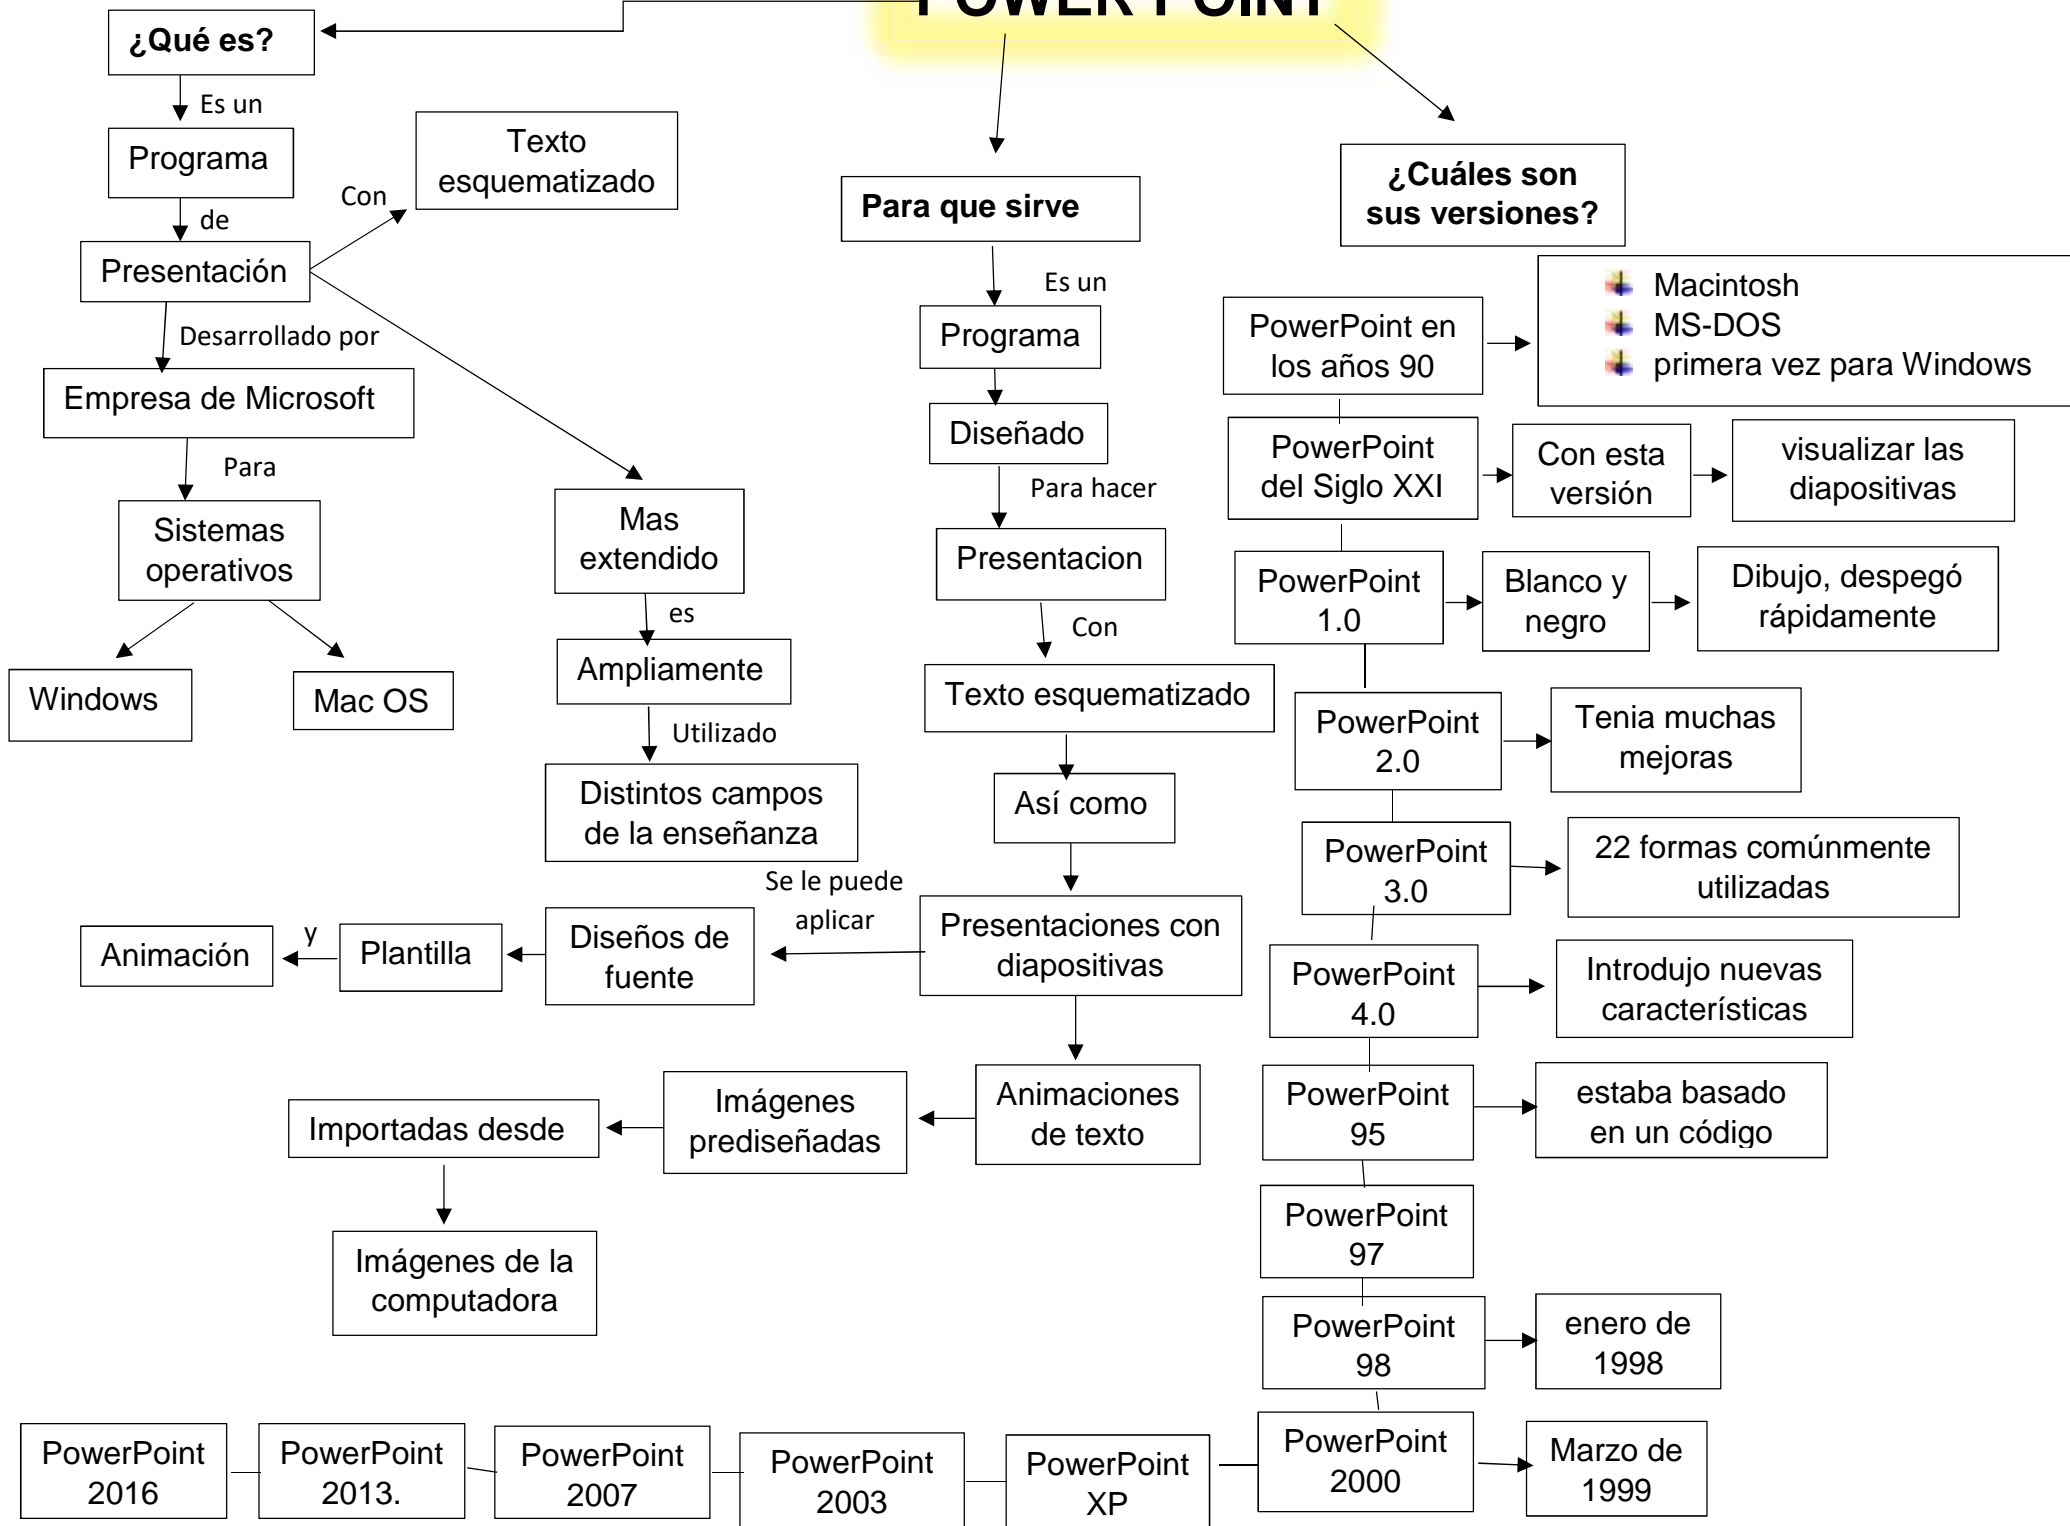 POWER POINT
¿Qué es?
Es un
Programa
de
Presentación
Con
Texto
esquematizado
Desarrollado por
Empresa de Microsoft
Para
Sistemas
operativos
Windows
Mac OS
Mas
extendido
es
Ampliamente
Utilizado
Distintos campos
de la enseñanza
Para que sirve
Es un
Programa
Diseñado
Para hacer
Presentacion
Con
Texto esquematizado
Así como
Presentaciones con
diapositivas
Se le puede
aplicar
Diseños de
fuente
Plantilla
y
Animación
Animaciones
de texto
Imágenes
prediseñadas
Importadas desde
Imágenes de la
computadora
¿Cuáles son
sus versiones?
PowerPoint en
los años 90
Macintosh
MS-DOS
primera vez para Windows
PowerPoint
del Siglo XXI
Con esta
versión
visualizar las
diapositivas
PowerPoint
1.0
Blanco y
negro
Dibujo, despegó
rápidamente
PowerPoint
2.0
Tenia muchas
mejoras
PowerPoint
3.0
22 formas comúnmente
utilizadas
PowerPoint
4.0
Introdujo nuevas
características
PowerPoint
95
estaba basado
en un código
PowerPoint
97
PowerPoint
98
enero de
1998
PowerPoint
2000
Marzo de
1999
PowerPoint
XP
PowerPoint
2003
PowerPoint
2007
PowerPoint
2013.
PowerPoint
2016